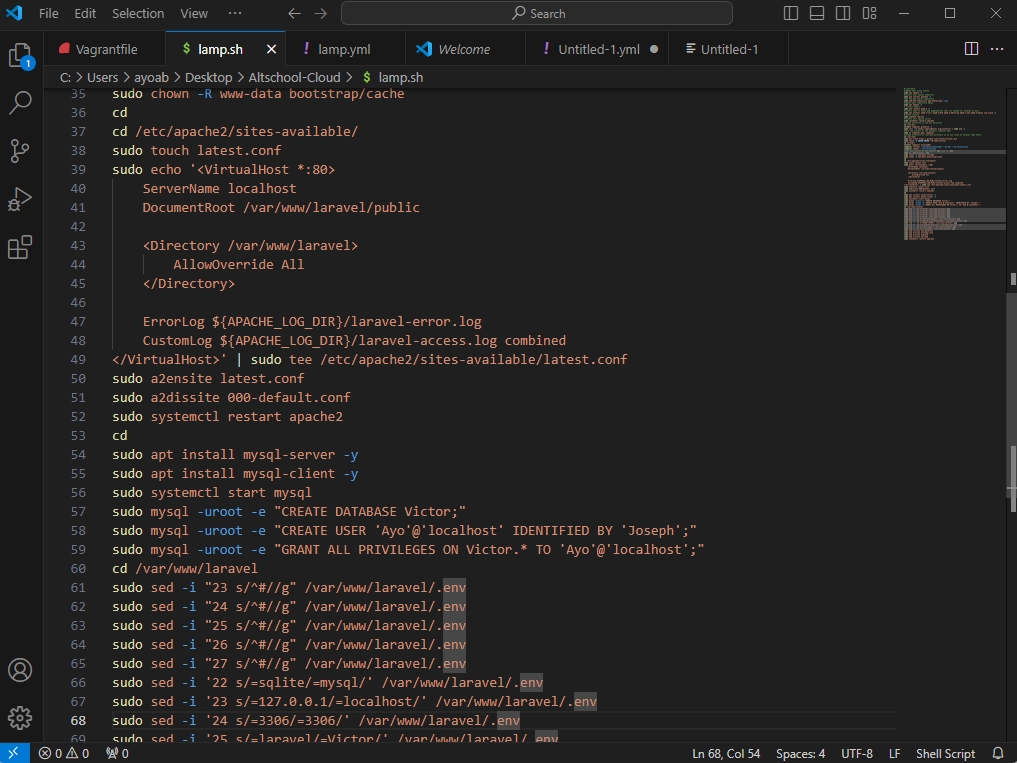 File Edit Selection View ··· Search
Vagrantfile $ lamp.sh ! lamp.yml Welcome ! Untitled-1.yml Untitled-1
C: > Users > ayoab > Desktop > Altschool-Cloud > $ lamp.sh
35 sudo chown -R www-data bootstrap/cache
36 cd
37 cd /etc/apache2/sites-available/
38 sudo touch latest.conf
39 sudo echo '<VirtualHost *:80>
40 ServerName localhost
41 DocumentRoot /var/www/laravel/public
42
43 <Directory /var/www/laravel>
44 AllowOverride All
45 </Directory>
46
47 ErrorLog ${APACHE_LOG_DIR}/laravel-error.log
48 CustomLog ${APACHE_LOG_DIR}/laravel-access.log combined
49 </VirtualHost>' | sudo tee /etc/apache2/sites-available/latest.conf
50 sudo a2ensite latest.conf
51 sudo a2dissite 000-default.conf
52 sudo systemctl restart apache2
53 cd
54 sudo apt install mysql-server -y
55 sudo apt install mysql-client -y
56 sudo systemctl start mysql
57 sudo mysql -uroot -e "CREATE DATABASE Victor;"
58 sudo mysql -uroot -e "CREATE USER 'Ayo'@'localhost' IDENTIFIED BY 'Joseph';"
59 sudo mysql -uroot -e "GRANT ALL PRIVILEGES ON Victor.* TO 'Ayo'@'localhost';"
60 cd /var/www/laravel
61 sudo sed -i "23 s/^#//g" /var/www/laravel/.env
62 sudo sed -i "24 s/^#//g" /var/www/laravel/.env
63 sudo sed -i "25 s/^#//g" /var/www/laravel/.env
64 sudo sed -i "26 s/^#//g" /var/www/laravel/.env
65 sudo sed -i "27 s/^#//g" /var/www/laravel/.env
66 sudo sed -i '22 s/=sqlite/=mysql/' /var/www/laravel/.env
67 sudo sed -i '23 s/=127.0.0.1/=localhost/' /var/www/laravel/.env
68 sudo sed -i '24 s/=3306/=3306/' /var/www/laravel/.env
69 sudo sed -i '25 s/=laravel/=Victor/' /var/www/laravel/.env
1
0 0 0 Ln 68, Col 54 Spaces: 4 UTF-8 LF Shell Script